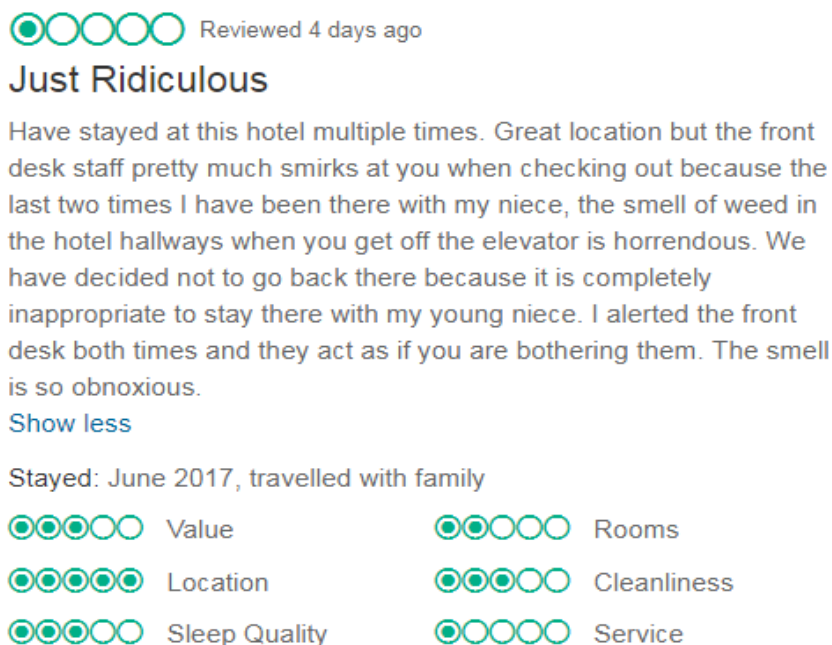 Reviewed 4 days ago
Just Ridiculous
Have stayed at this hotel multiple times. Great location but the front
desk staff pretty much smirks at you when checking out because the
last two times I have been there with my niece, the smell of weed in
the hotel hallways when you get off the elevator is horrendous. We
have decided not to go back there because it is completely
inappropriate to stay there with my young niece. I alerted the front
desk both times and they act as if you are bothering them. The smell
is so obnoxious.
Show less
Stayed: June 2017, travelled with family
Value Rooms
Location Cleanliness
Sleep Quality Service